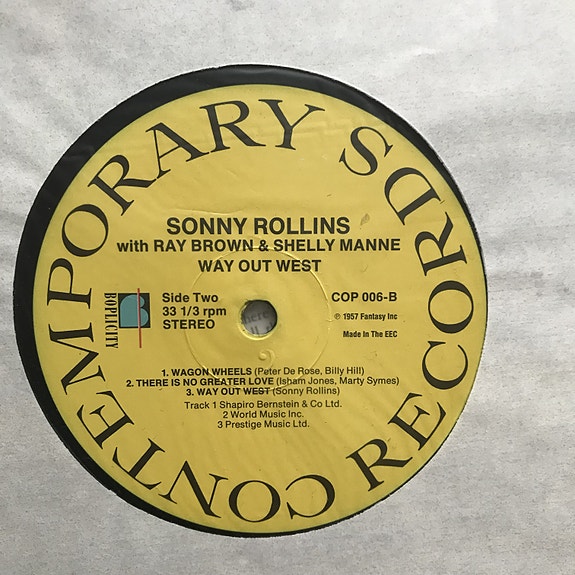 CONTEMPORARY RECORDS
SONNY ROLLINS
with RAY BROWN & SHELLY MANNE
WAY OUT WEST
BOPLICITY
Side Two
33 1/3 rpm
STEREO
COP 006-B
℗ 1957 Fantasy Inc
Made In The EEC
1. WAGON WHEELS (Peter De Rose, Billy Hill)
2. THERE IS NO GREATER LOVE (Isham Jones, Marty Symes)
3. WAY OUT WEST (Sonny Rollins)
Track 1 Shapiro Bernstein & Co Ltd.
2 World Music Inc.
3 Prestige Music Ltd.